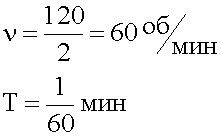 ν = 120/2 = 60 об/мин
T = 1/60 мин